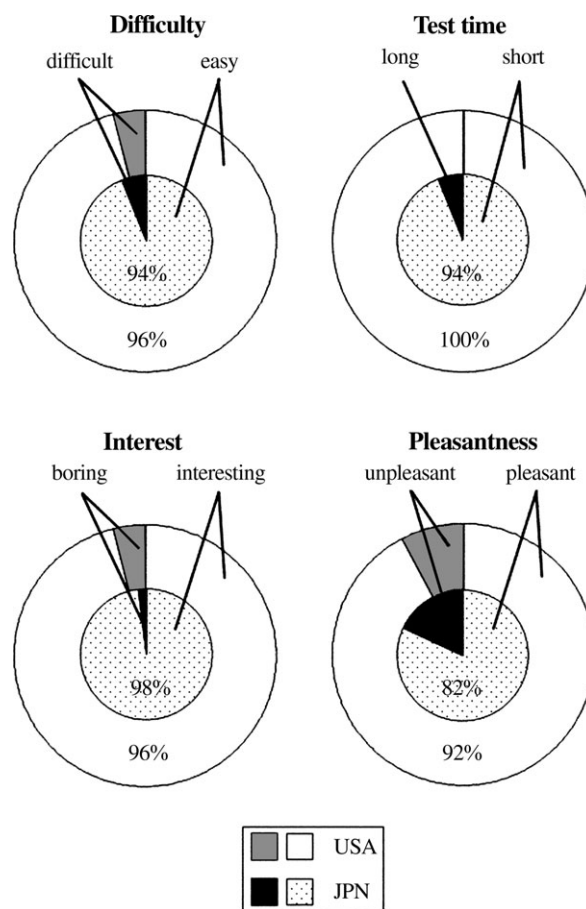 Difficulty
difficult easy
94%
96%
Test time
long short
94%
100%
Interest
boring interesting
98%
96%
Pleasantness
unpleasant pleasant
82%
92%
USA
JPN